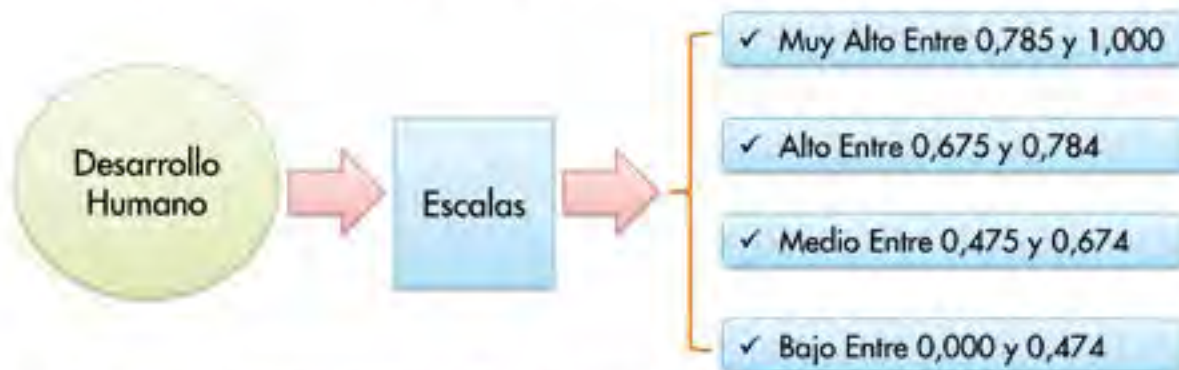 Desarrollo
Humano
Escalas
✓ Muy Alto Entre 0,785 y 1,000
✓ Alto Entre 0,675 y 0,784
✓ Medio Entre 0,475 y 0,674
✓ Bajo Entre 0,000 y 0,474